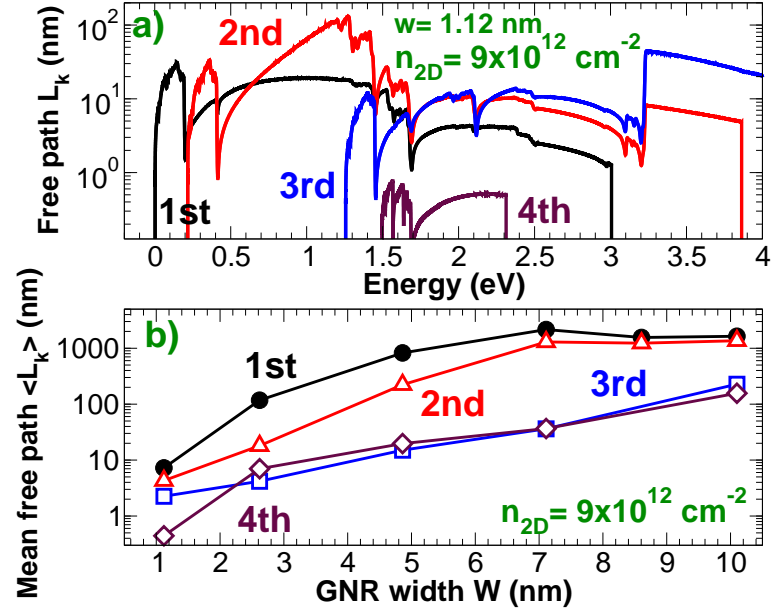 a)
2nd
w= 1.12 nm
n2D= 9x10^12 cm^-2
Free path L_k (nm)
10^2
10^1
10^0
1st
3rd
4th
0 0.5 1 1.5 2 2.5 3 3.5 4
Energy (eV)
b)
1st
2nd
3rd
4th
n2D= 9x10^12 cm^-2
Mean free path <L_k> (nm)
1000
100
10
1
1 2 3 4 5 6 7 8 9 10
GNR width W (nm)